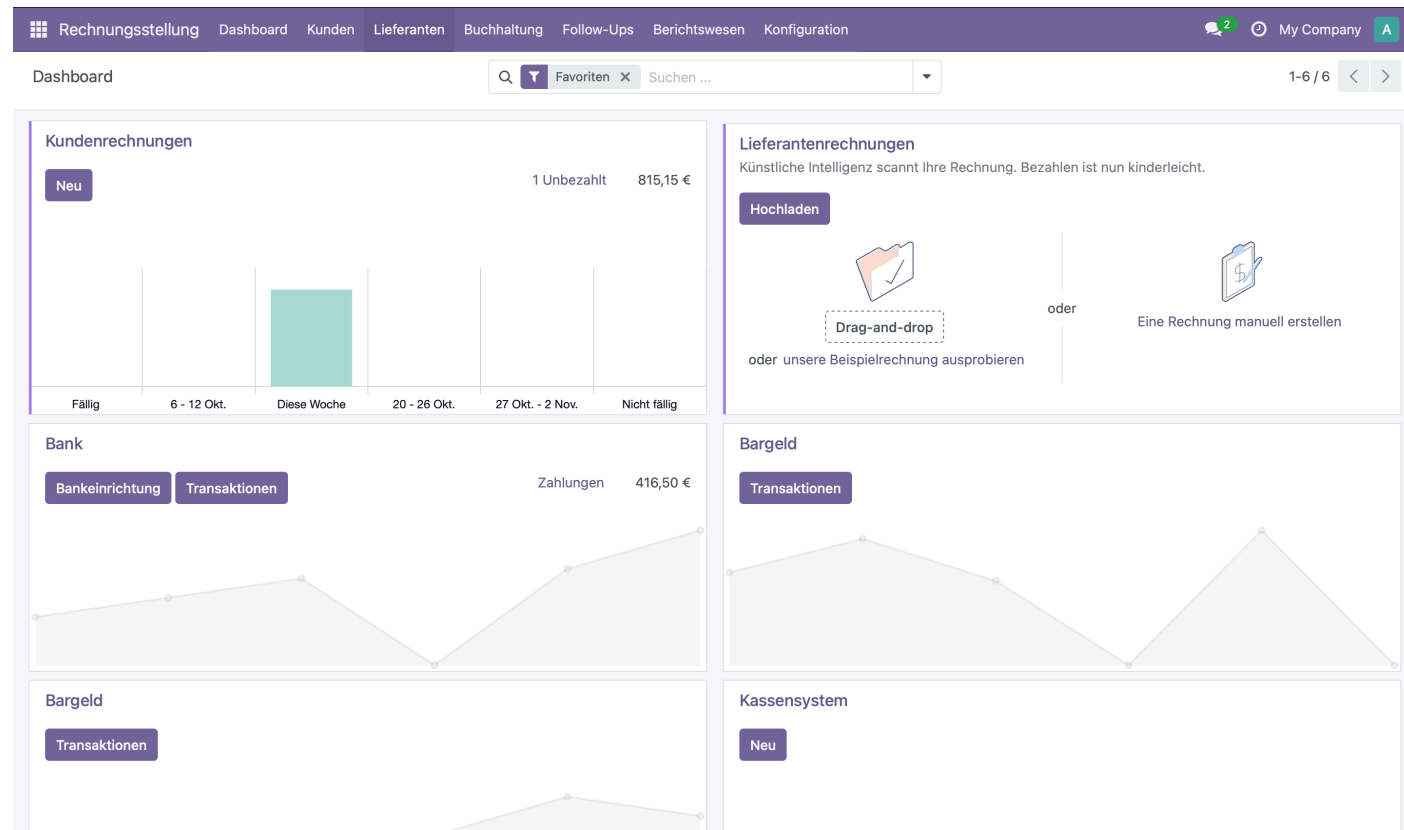 Rechnungsstellung Dashboard Kunden Lieferanten Buchhaltung Follow-Ups Berichtswesen Konfiguration 2 My Company A
Dashboard Favoriten Suchen ... 1-6 / 6
Kundenrechnungen
Neu 1 Unbezahlt 815,15 €
Fällig 6 - 12 Okt. Diese Woche 20 - 26 Okt. 27 Okt. - 2 Nov. Nicht fällig
Lieferantenrechnungen
Künstliche Intelligenz scannt Ihre Rechnung. Bezahlen ist nun kinderleicht.
Hochladen
$
Drag-and-drop
oder unsere Beispielrechnung ausprobieren
oder
Eine Rechnung manuell erstellen
Bank
Bankeinrichtung Transaktionen Zahlungen 416,50 €
Bargeld
Transaktionen
Bargeld
Transaktionen
Kassensystem
Neu